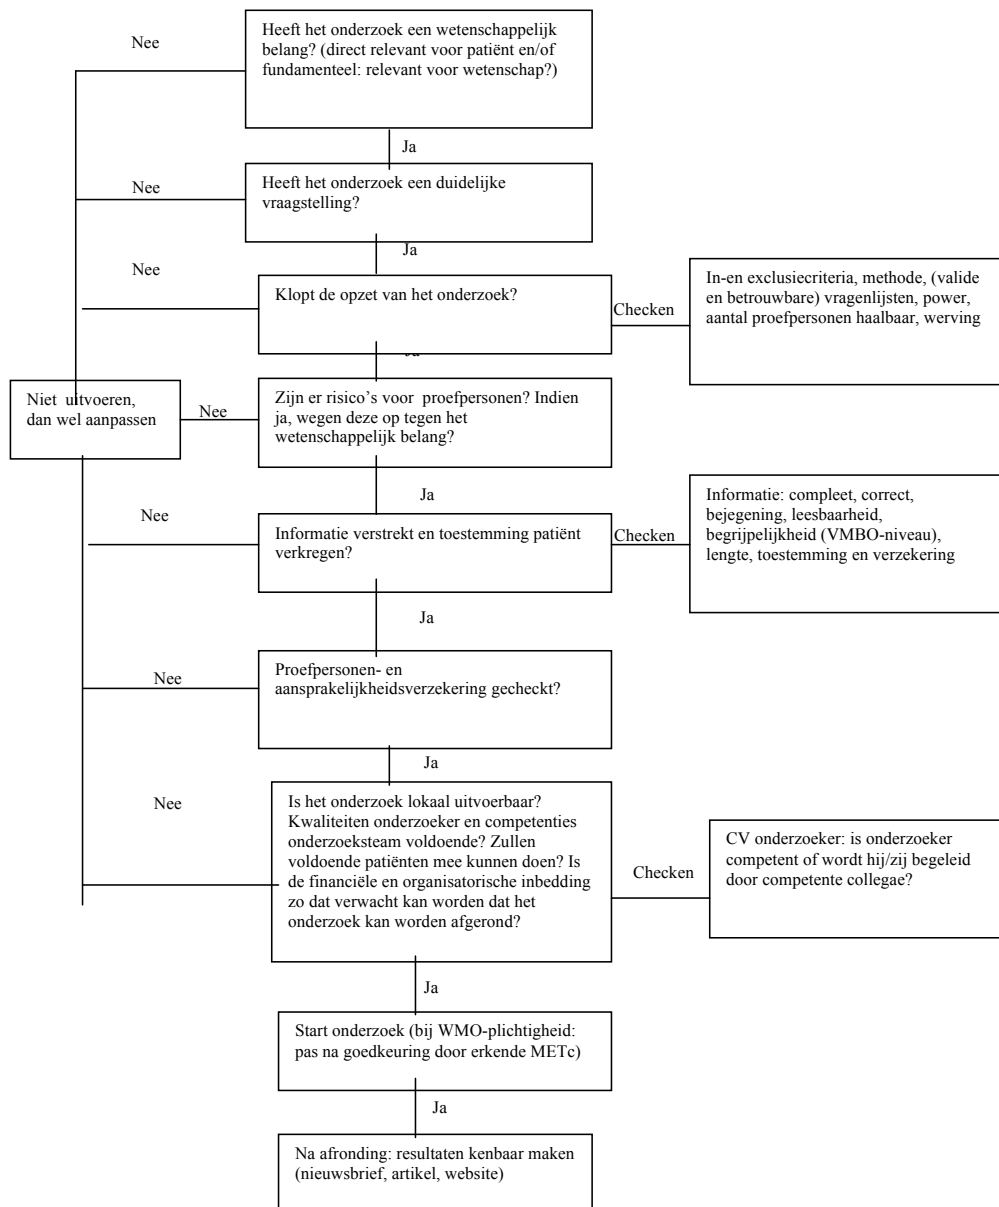 Nee
Heeft het onderzoek een wetenschappelijk
belang? (direct relevant voor patiënt en/of
fundamenteel: relevant voor wetenschap?)
Ja
Nee
Heeft het onderzoek een duidelijke
vraagstelling?
Ja
Nee
Klopt de opzet van het onderzoek?
Checken
In-en exclusiecriteria, methode, (valide
en betrouwbare) vragenlijsten, power,
aantal proefpersonen haalbaar, werving
Niet uitvoeren,
dan wel aanpassen
Nee
Zijn er risico's voor proefpersonen? Indien
ja, wegen deze op tegen het
wetenschappelijk belang?
Ja
Nee
Informatie verstrekt en toestemming patiënt
verkregen?
Checken
Informatie: compleet, correct,
bejegening, leesbaarheid,
begrijpelijkheid (VMBO-niveau),
lengte, toestemming en verzekering
Ja
Nee
Proefpersonen- en
aansprakelijkheidsverzekering gecheckt?
Ja
Nee
Is het onderzoek lokaal uitvoerbaar?
Kwaliteiten onderzoeker en competenties
onderzoeksteam voldoende? Zullen
voldoende patiënten mee kunnen doen? Is
de financiële en organisatorische inbedding
zo dat verwacht kan worden dat het
onderzoek kan worden afgerond?
Checken
CV onderzoeker: is onderzoeker
competent of wordt hij/zij begeleid
door competente collegae?
Ja
Start onderzoek (bij WMO-plichtigheid:
pas na goedkeuring door erkende METc)
Ja
Na afronding: resultaten kenbaar maken
(nieuwsbrief, artikel, website)